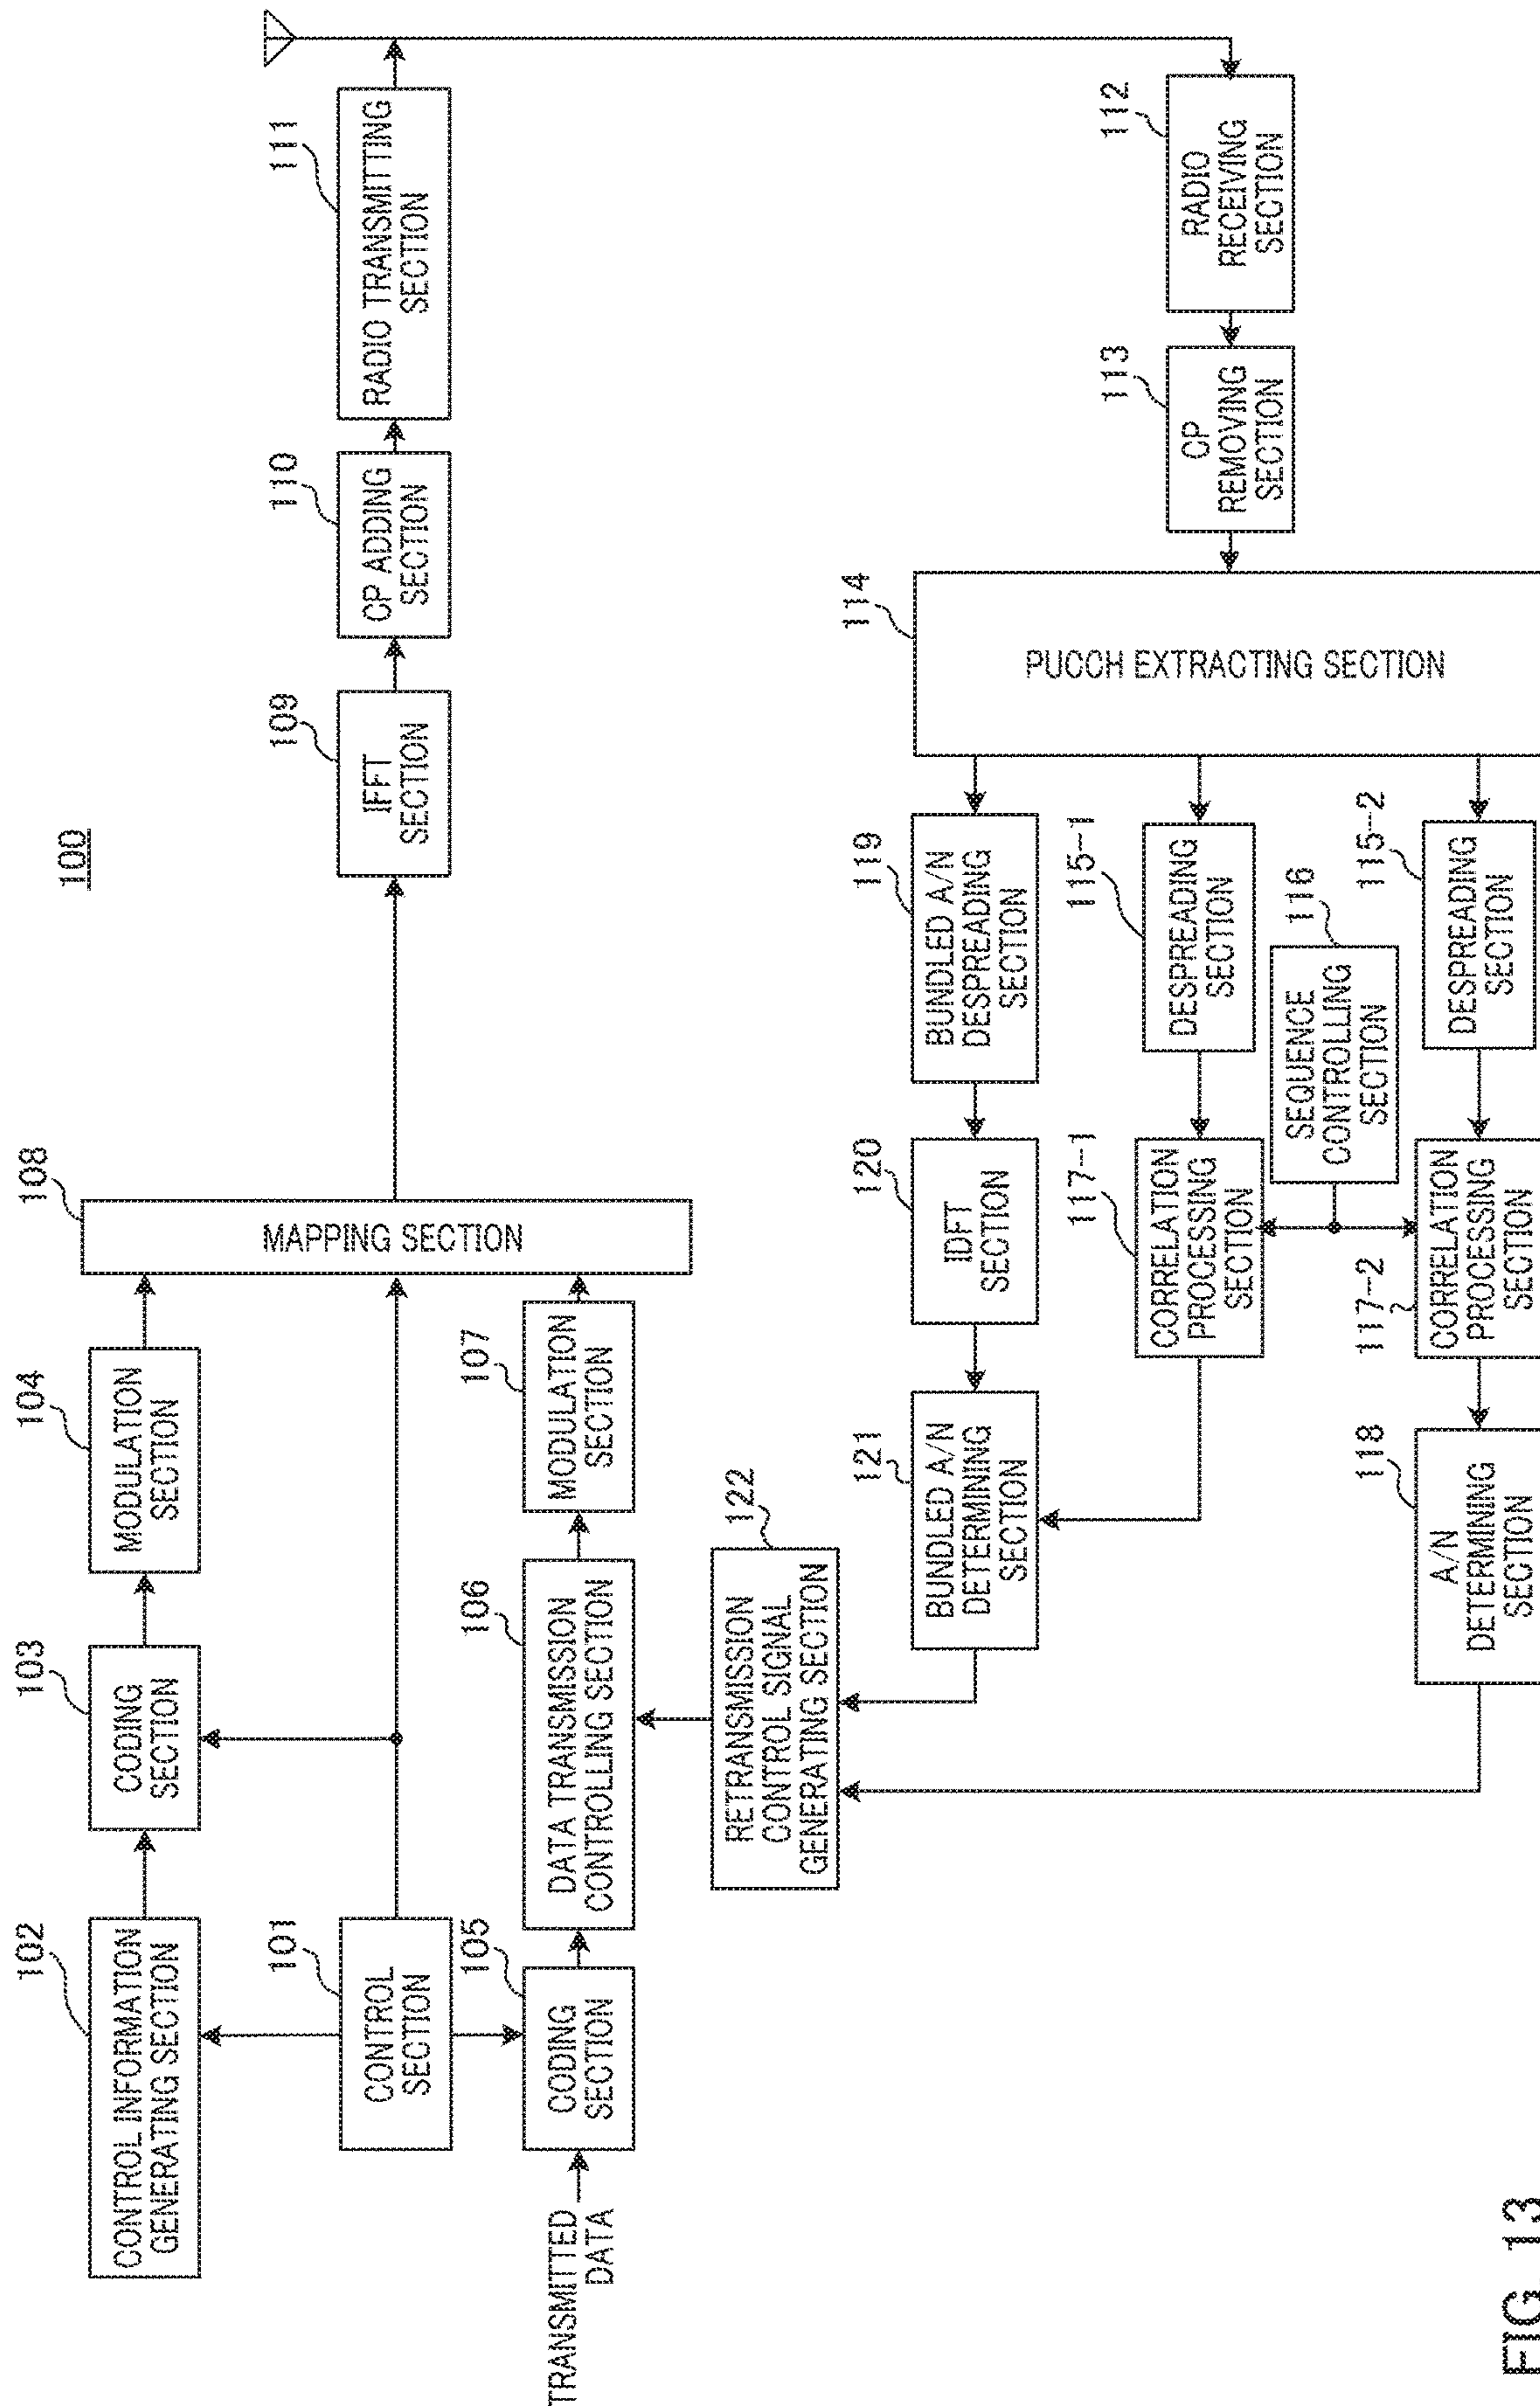 100
102
CONTROL INFORMATION
GENERATING SECTION
103
CODING
SECTION
104
MODULATION
SECTION
108
MAPPING SECTION
109
IFFT
SECTION
110
CP ADDING
SECTION
111
RADIO TRANSMITTING
SECTION
101
CONTROL
SECTION
TRANSMITTED
DATA
105
CODING
SECTION
106
DATA TRANSMISSION
CONTROLLING SECTION
107
MODULATION
SECTION
122
RETRANSMISSION
CONTROL SIGNAL
GENERATING SECTION
121
BUNDLED A/N
DETERMINING
SECTION
120
IDFT
SECTION
119
BUNDLED A/N
DESPREADING
SECTION
114
PUCCH EXTRACTING SECTION
113
CP
REMOVING
SECTION
112
RADIO
RECEIVING
SECTION
117-1
CORRELATION
PROCESSING
SECTION
115-1
DESPREADING
SECTION
116
SEQUENCE
CONTROLLING
SECTION
118
A/N
DETERMINING
SECTION
117-2
CORRELATION
PROCESSING
SECTION
115-2
DESPREADING
SECTION
FIG. 13